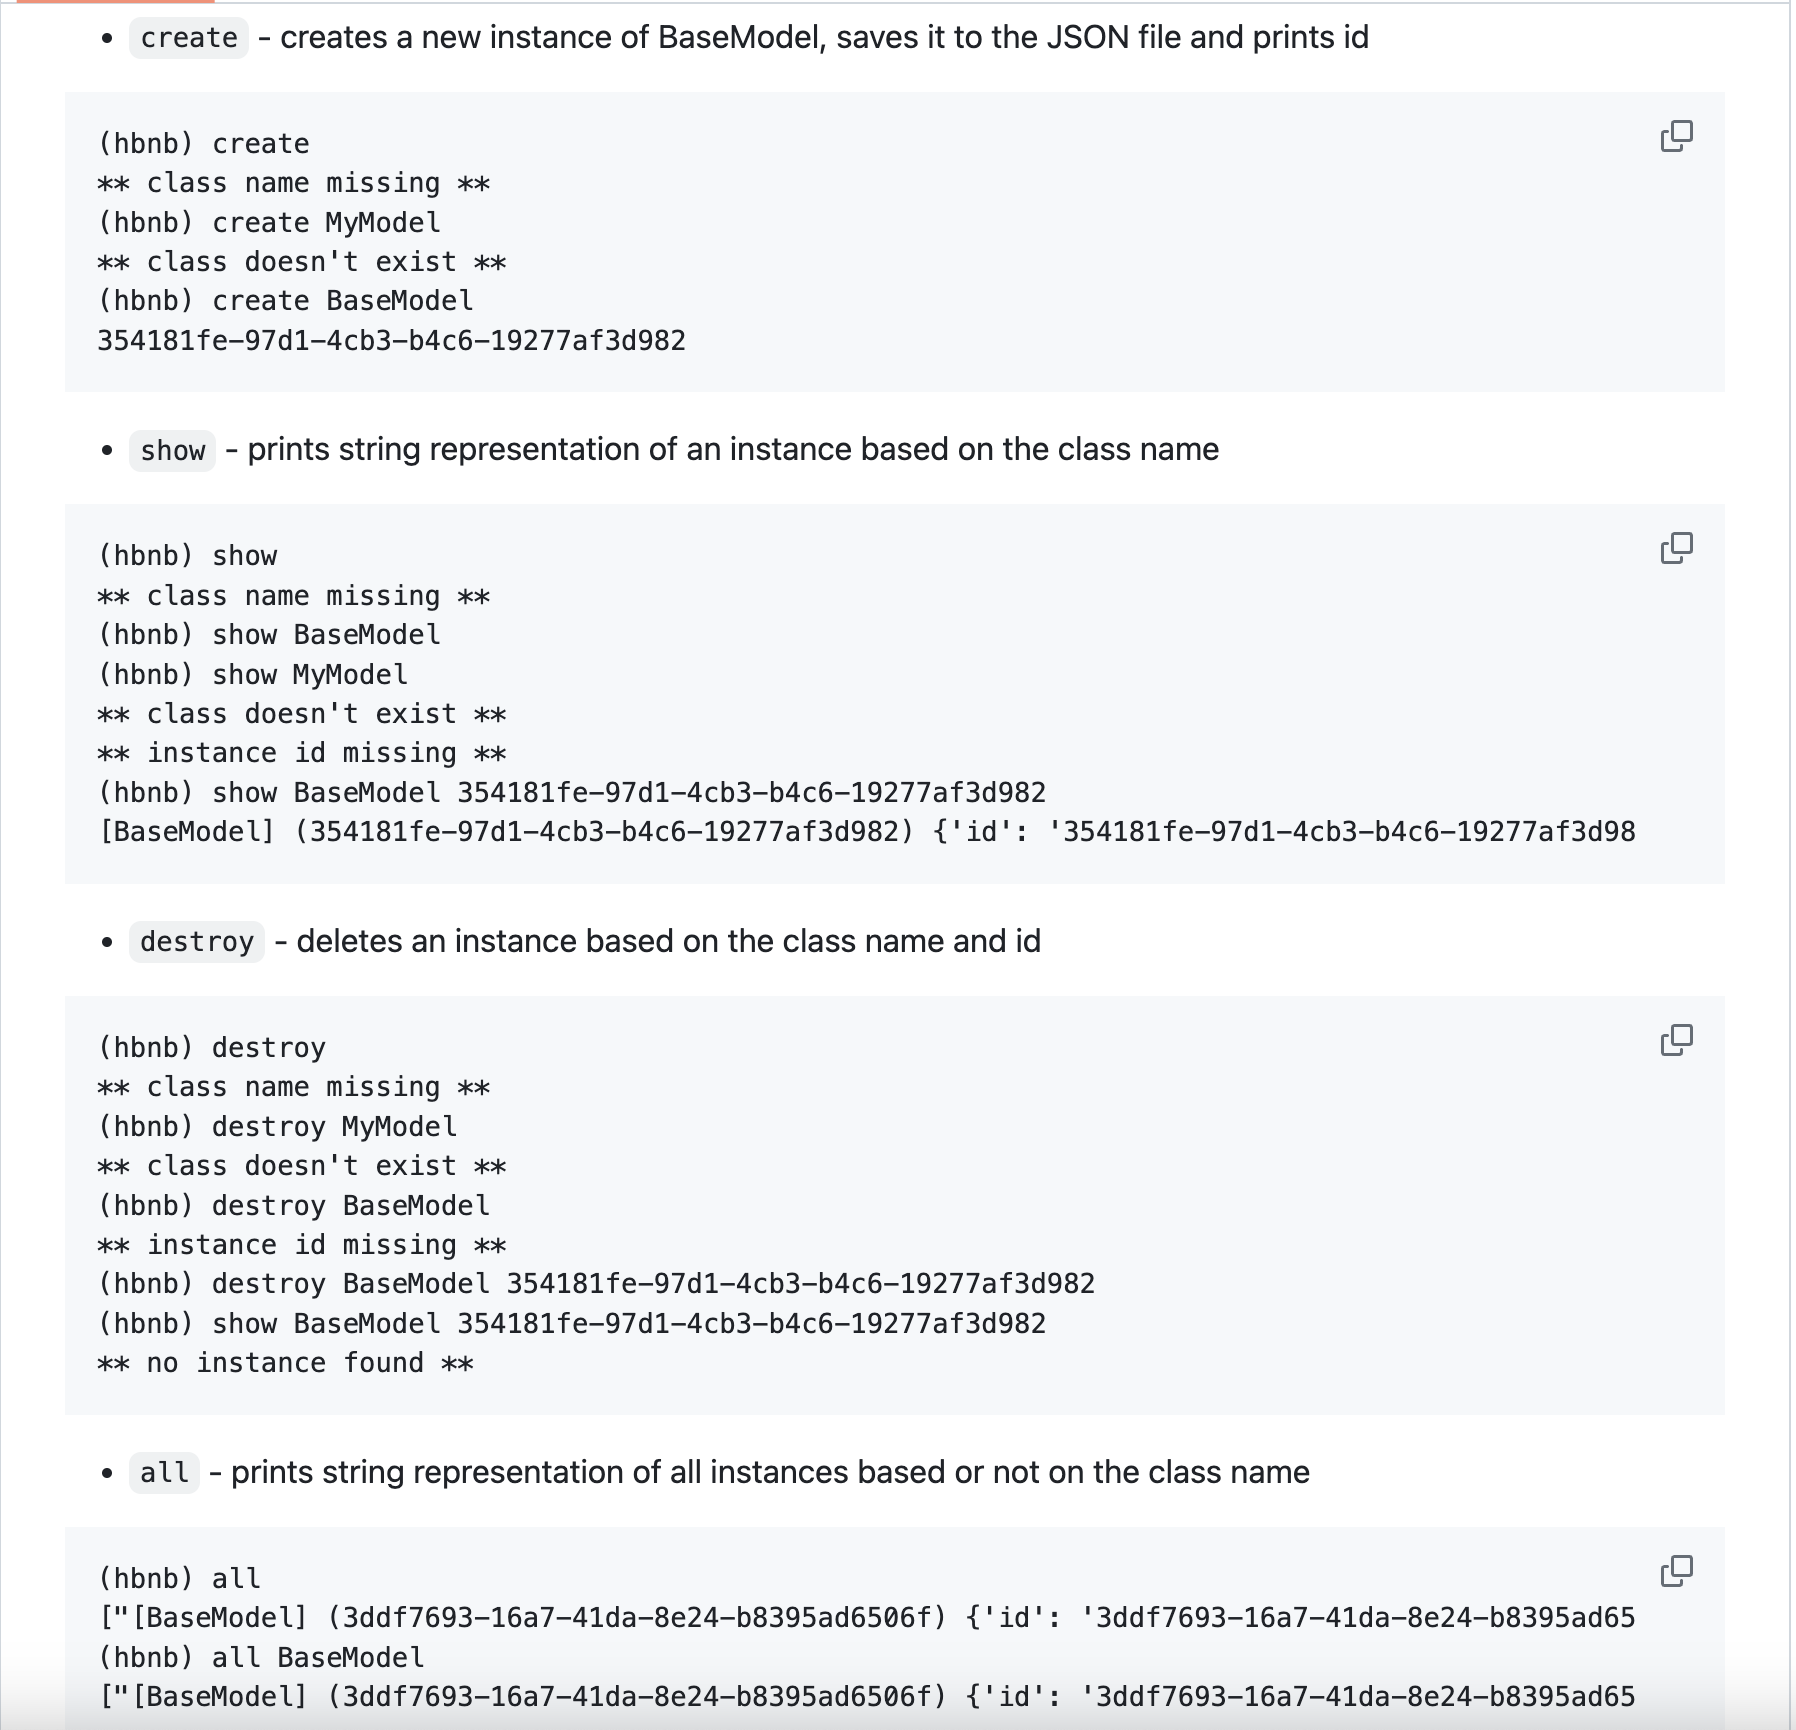 • create - creates a new instance of BaseModel, saves it to the JSON file and prints id
(hbnb) create
** class name missing **
(hbnb) create MyModel
** class doesn't exist **
(hbnb) create BaseModel
354181fe-97d1-4cb3-b4c6-19277af3d982
• show - prints string representation of an instance based on the class name
(hbnb) show
** class name missing **
(hbnb) show BaseModel
(hbnb) show MyModel
** class doesn't exist **
** instance id missing **
(hbnb) show BaseModel 354181fe-97d1-4cb3-b4c6-19277af3d982
[BaseModel] (354181fe-97d1-4cb3-b4c6-19277af3d982) {'id': '354181fe-97d1-4cb3-b4c6-19277af3d98
• destroy - deletes an instance based on the class name and id
(hbnb) destroy
** class name missing **
(hbnb) destroy MyModel
** class doesn't exist **
(hbnb) destroy BaseModel
** instance id missing **
(hbnb) destroy BaseModel 354181fe-97d1-4cb3-b4c6-19277af3d982
(hbnb) show BaseModel 354181fe-97d1-4cb3-b4c6-19277af3d982
** no instance found **
• all - prints string representation of all instances based or not on the class name
(hbnb) all
["[BaseModel] (3ddf7693-16a7-41da-8e24-b8395ad6506f) {'id': '3ddf7693-16a7-41da-8e24-b8395ad65
(hbnb) all BaseModel
["[BaseModel] (3ddf7693-16a7-41da-8e24-b8395ad6506f) {'id': '3ddf7693-16a7-41da-8e24-b8395ad65